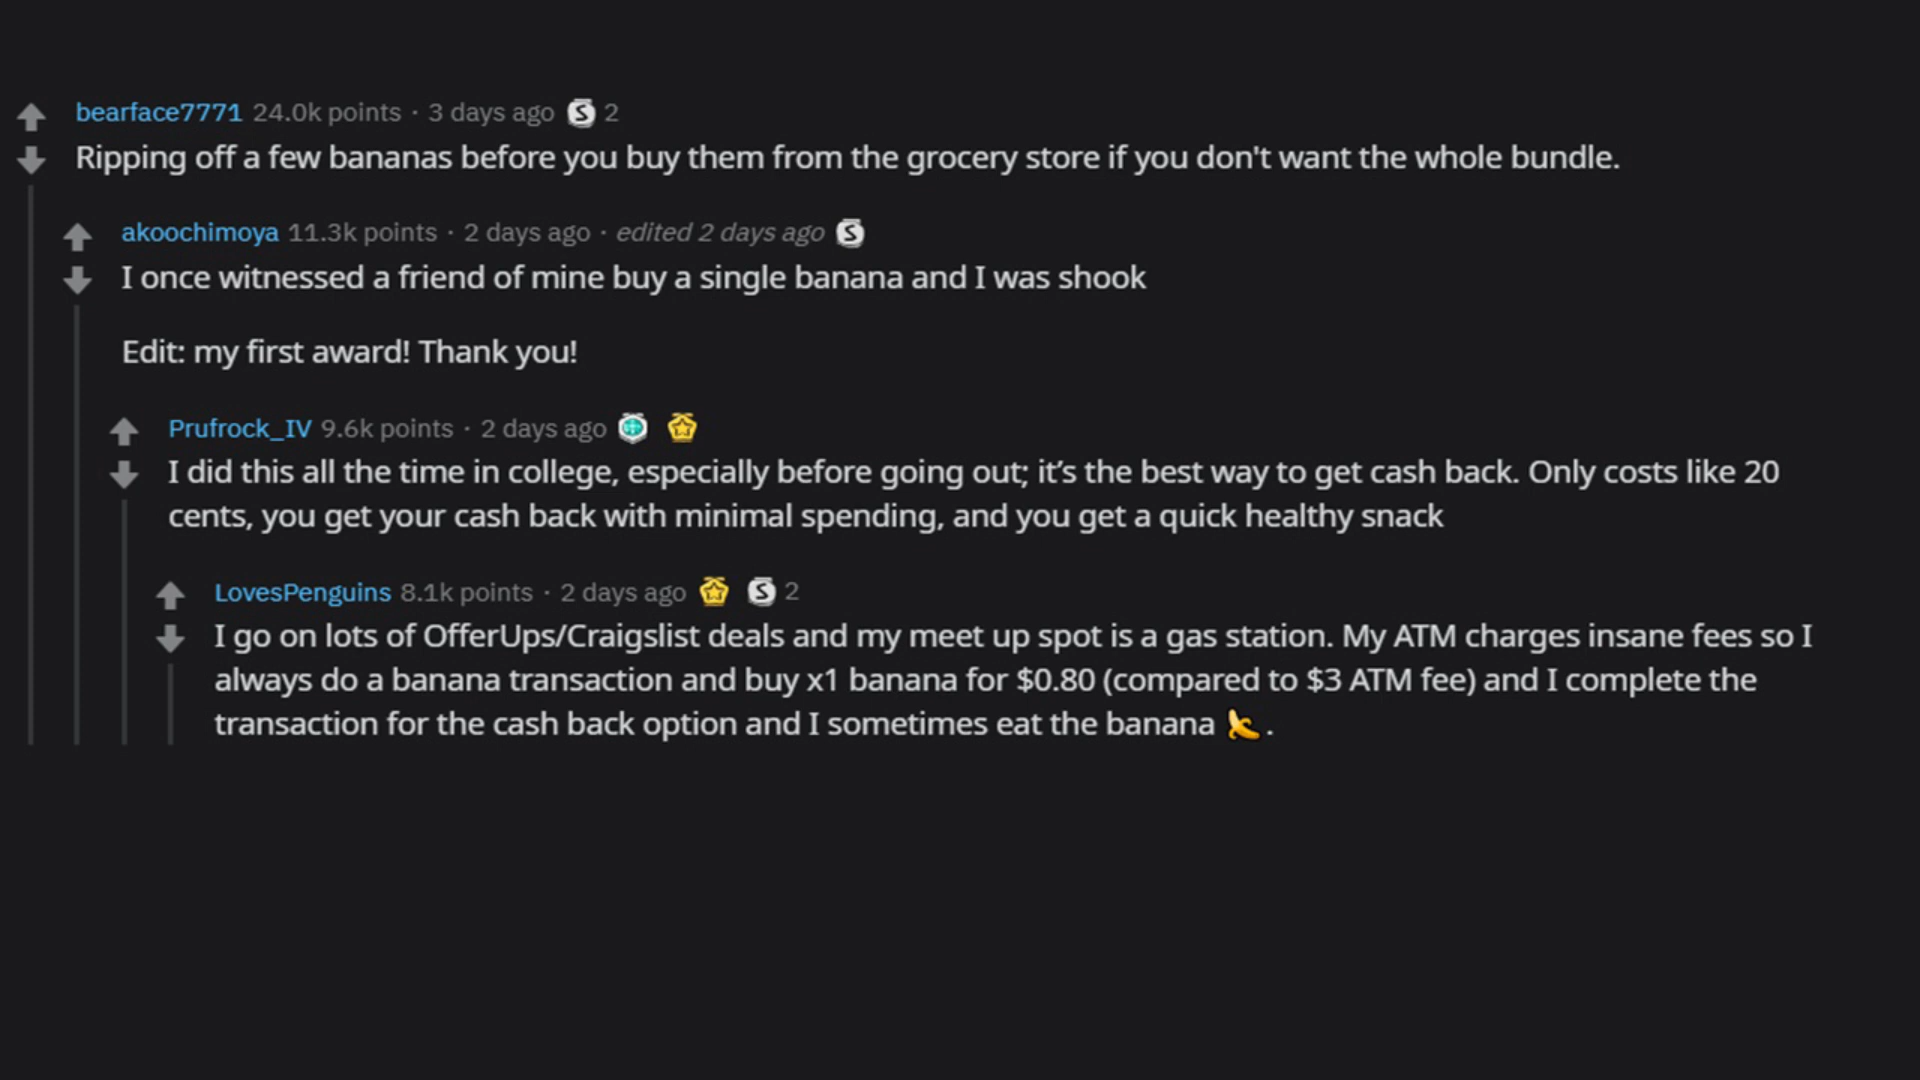 bearface7771 24.0k points · 3 days ago S 2
Ripping off a few bananas before you buy them from the grocery store if you don't want the whole bundle.
akoochimoya 11.3k points · 2 days ago · edited 2 days ago S
I once witnessed a friend of mine buy a single banana and I was shook
Edit: my first award! Thank you!
Prufrock_IV 9.6k points · 2 days ago
I did this all the time in college, especially before going out; it’s the best way to get cash back. Only costs like 20
cents, you get your cash back with minimal spending, and you get a quick healthy snack
LovesPenguins 8.1k points · 2 days ago S 2
I go on lots of OfferUps/Craigslist deals and my meet up spot is a gas station. My ATM charges insane fees so I
always do a banana transaction and buy x1 banana for $0.80 (compared to $3 ATM fee) and I complete the
transaction for the cash back option and I sometimes eat the banana 🍌.